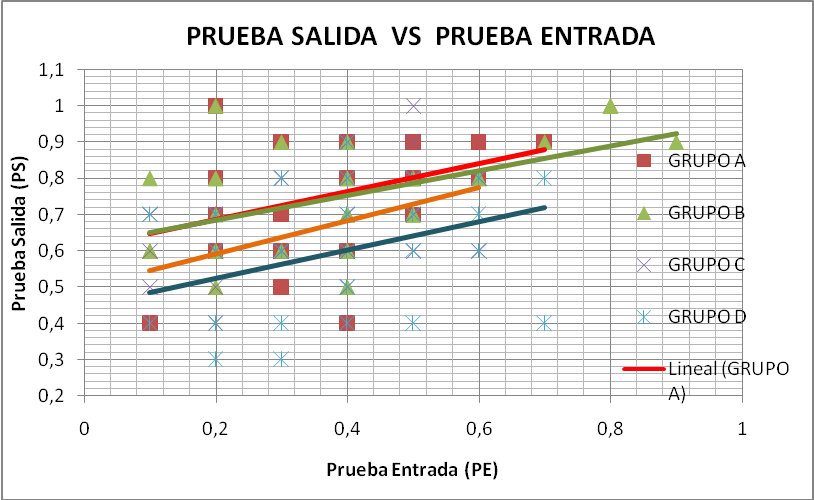 PRUEBA SALIDA VS PRUEBA ENTRADA
1,1
1
0,9
0,8
0,7
0,6
0,5
0,4
0,3
0,2
Prueba Salida (PS)
0
0,2
0,4
0,6
0,8
1
Prueba Entrada (PE)
GRUPO A
GRUPO B
GRUPO C
GRUPO D
Lineal (GRUPO
A)